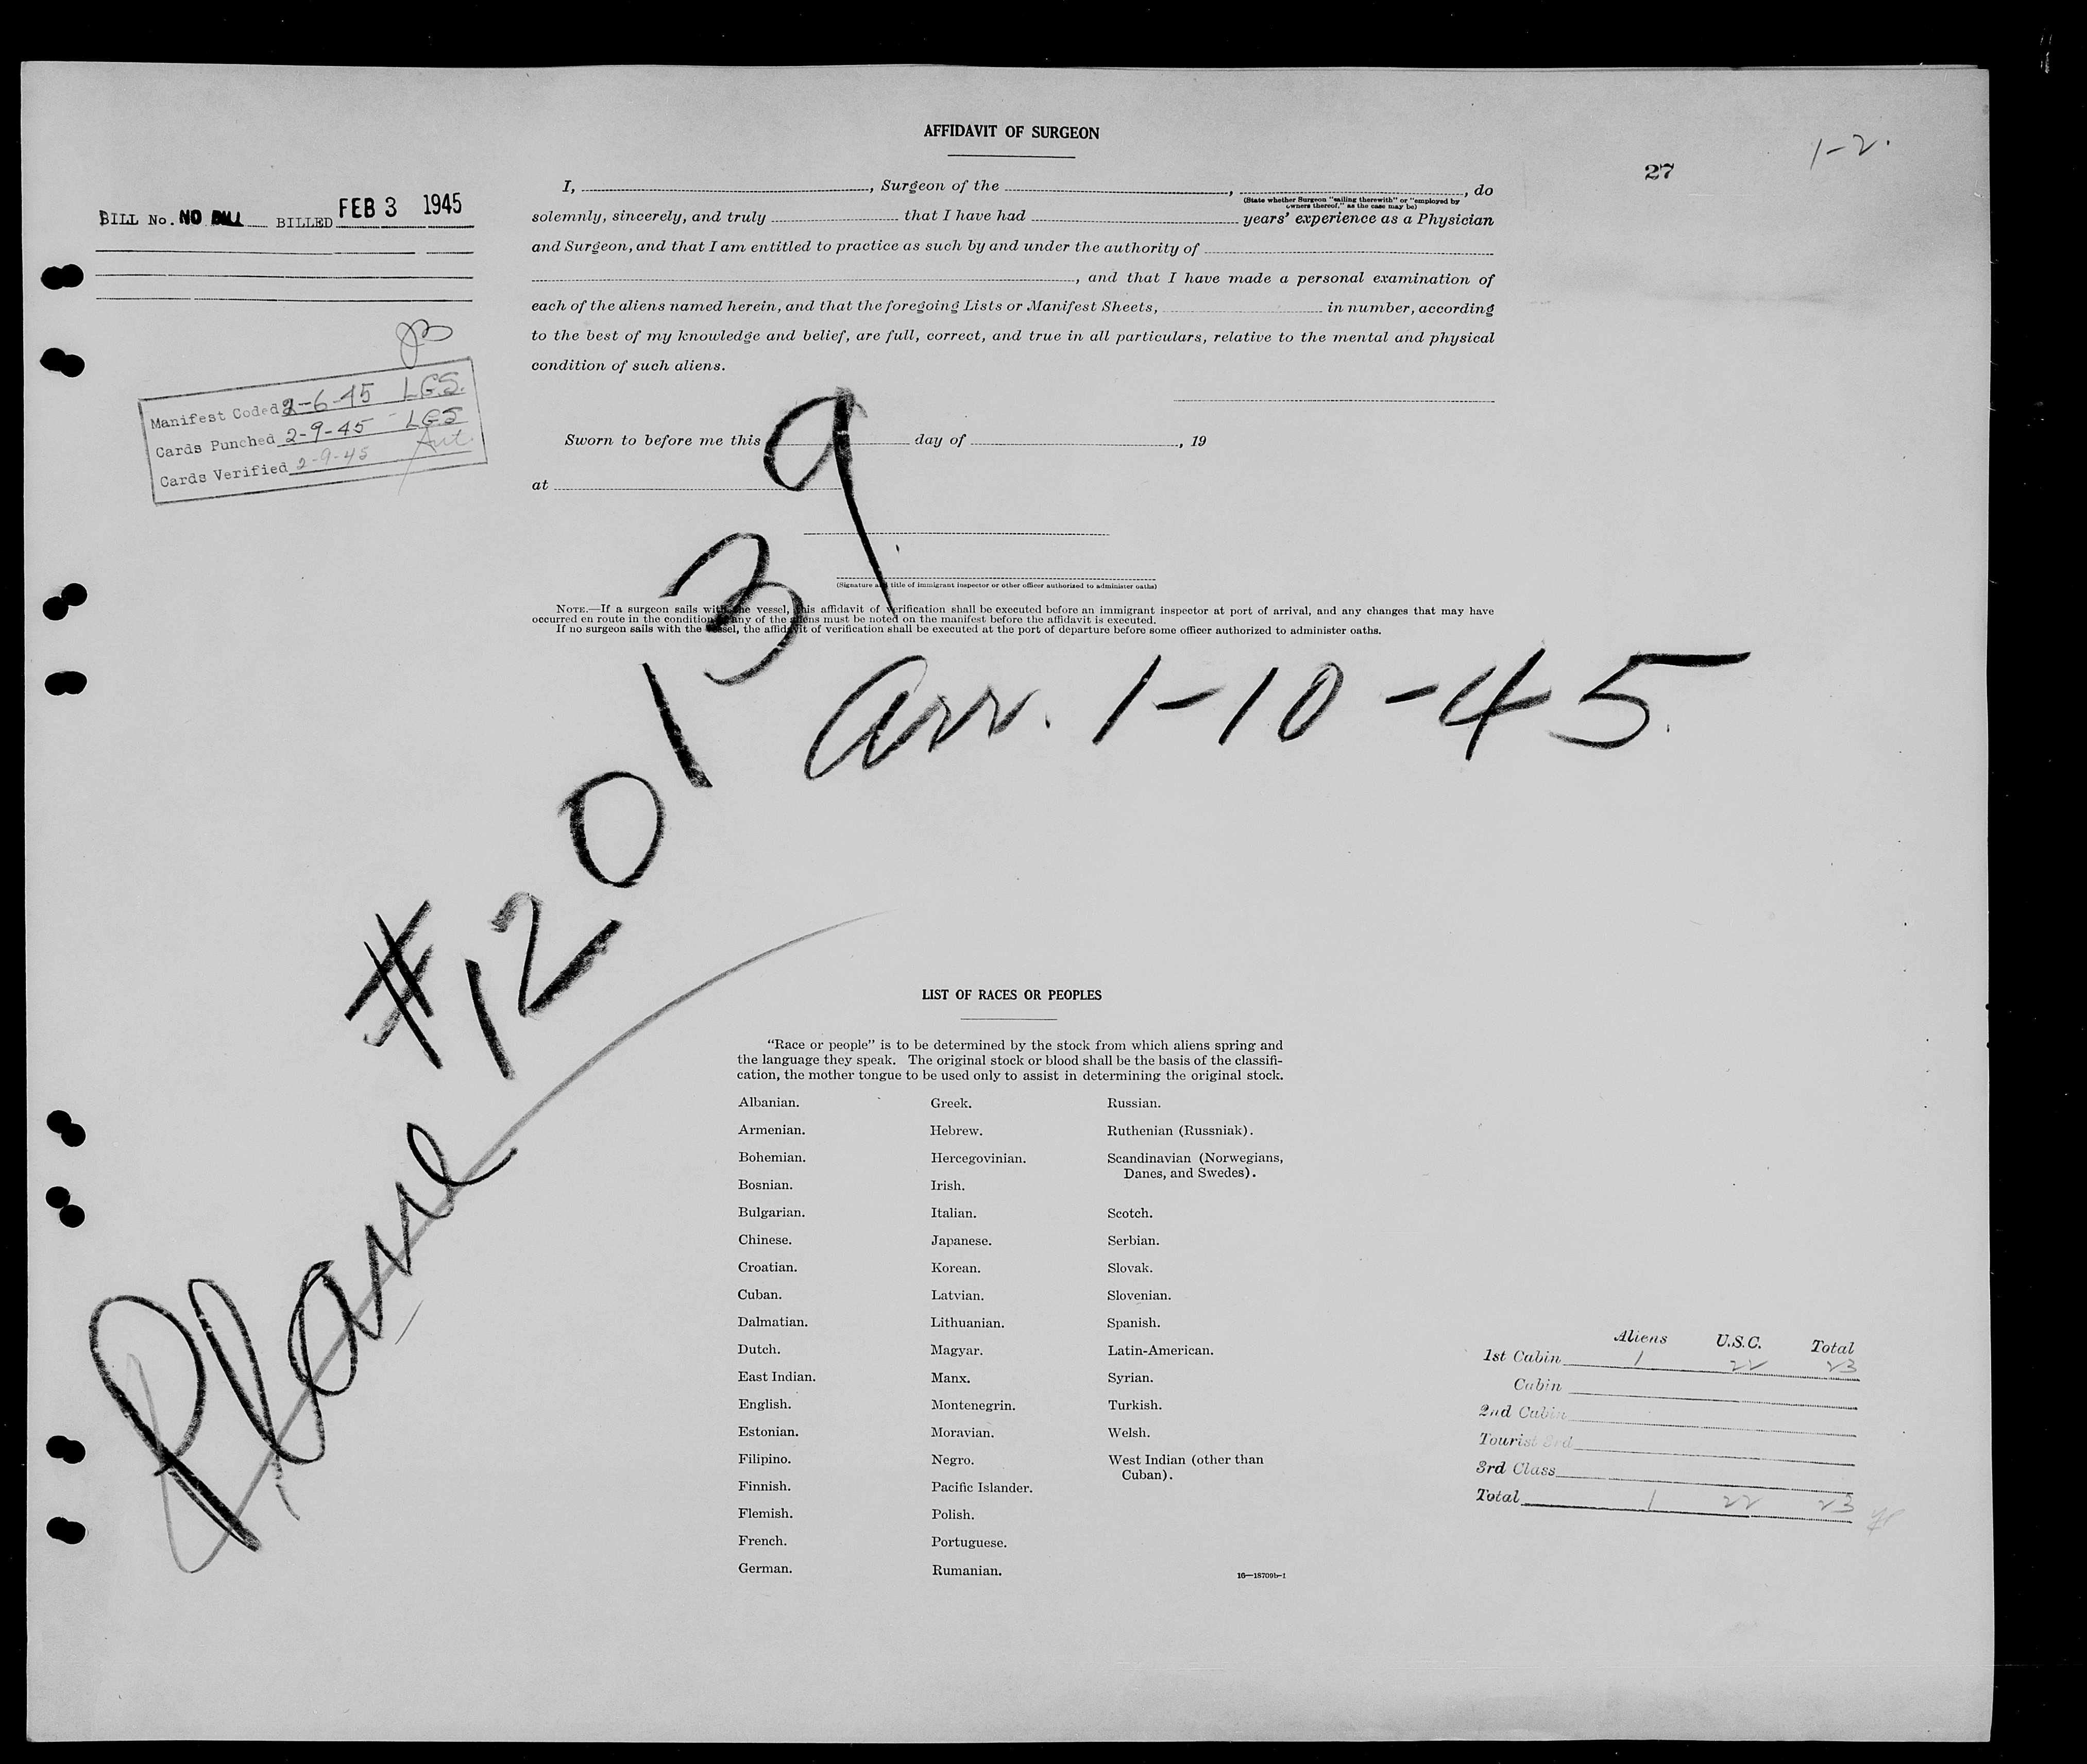 AFFIDAVIT OF SURGEON
1-2.
27
BILL No. NO BILL BILLED FEB 3 1945
I, , Surgeon of the , , do
(State whether Surgeon "sailing therewith" or "employed by
owners thereof," as the case may be)
solemnly, sincerely, and truly that I have had years' experience as a Physician
and Surgeon, and that I am entitled to practice as such by and under the authority of
, and that I have made a personal examination of
each of the aliens named herein, and that the foregoing Lists or Manifest Sheets, in number, according
to the best of my knowledge and belief, are full, correct, and true in all particulars, relative to the mental and physical
condition of such aliens.
Manifest Coded 2-6-45 LGS.
Cards Punched 2-9-45 - LGS
Cards Verified 2-9-45
Sworn to before me this day of , 19
at
(Signature and title of immigrant inspector or other officer authorized to administer oaths)
NOTE.—If a surgeon sails with the vessel, this affidavit of verification shall be executed before an immigrant inspector at port of arrival, and any changes that may have
occurred en route in the condition of any of the aliens must be noted on the manifest before the affidavit is executed.
If no surgeon sails with the vessel, the affidavit of verification shall be executed at the port of departure before some officer authorized to administer oaths.
Plane #120139
arr. 1-10-45.
LIST OF RACES OR PEOPLES
"Race or people" is to be determined by the stock from which aliens spring and
the language they speak. The original stock or blood shall be the basis of the classifi-
cation, the mother tongue to be used only to assist in determining the original stock.
Albanian.
Armenian.
Bohemian.
Bosnian.
Bulgarian.
Chinese.
Croatian.
Cuban.
Dalmatian.
Dutch.
East Indian.
English.
Estonian.
Filipino.
Finnish.
Flemish.
French.
German.
Greek.
Hebrew.
Hercegovinian.
Irish.
Italian.
Japanese.
Korean.
Latvian.
Lithuanian.
Magyar.
Manx.
Montenegrin.
Moravian.
Negro.
Pacific Islander.
Polish.
Portuguese.
Rumanian.
Russian.
Ruthenian (Russniak).
Scandinavian (Norwegians,
Danes, and Swedes).
Scotch.
Serbian.
Slovak.
Slovenian.
Spanish.
Latin-American.
Syrian.
Turkish.
Welsh.
West Indian (other than
Cuban).
16—18709b-1
Aliens U.S.C. Total
1st Cabin 1 22 23
Cabin
2nd Cabin
Tourist 3rd
3rd Class
Total 1 22 23